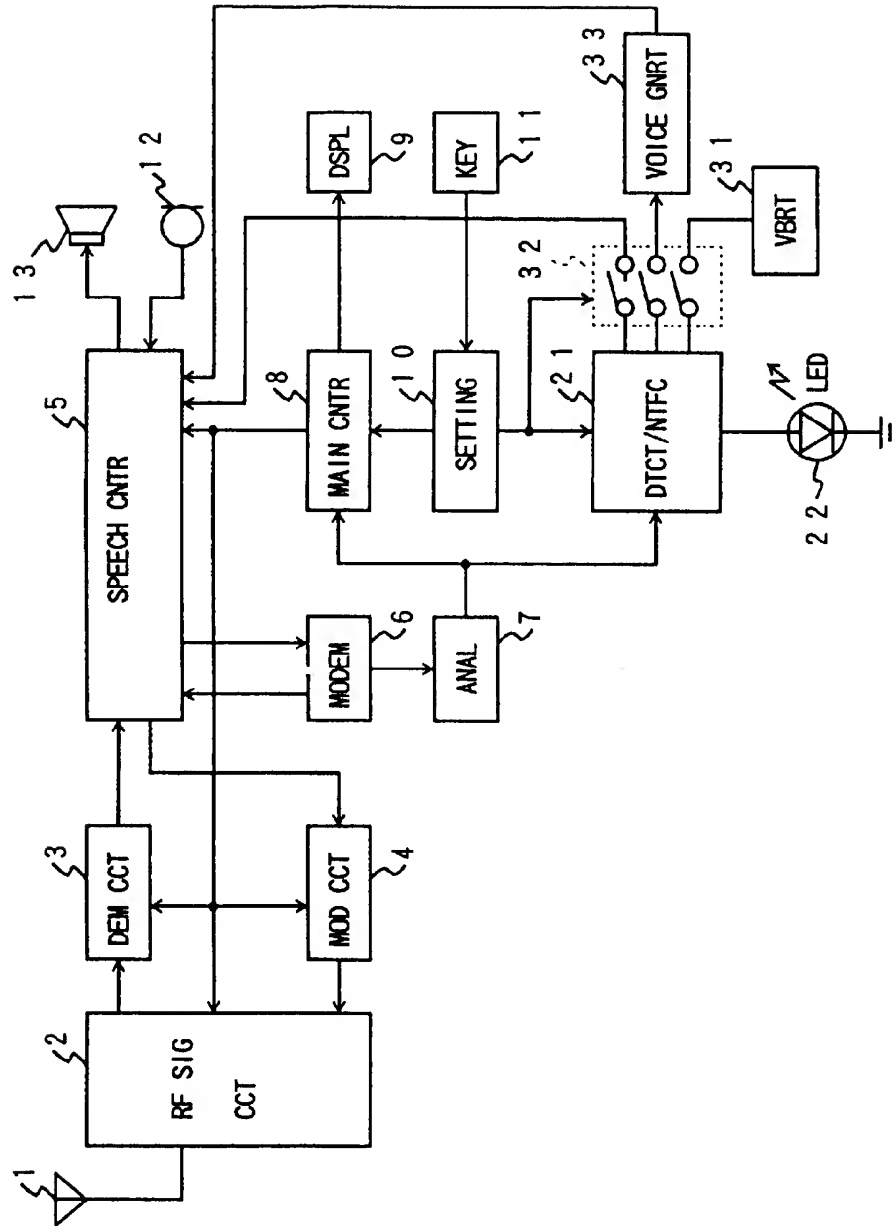 1
2
RF SIG
CCT
3
DEM CCT
4
MOD CCT
5
SPEECH CNTR
13
12
6
MODEM
7
ANAL
8
MAIN CNTR
DSPL
9
10
SETTING
KEY
11
21
DTCT/NTFC
32
VOICE GNRT
33
VBRT
31
LED
22